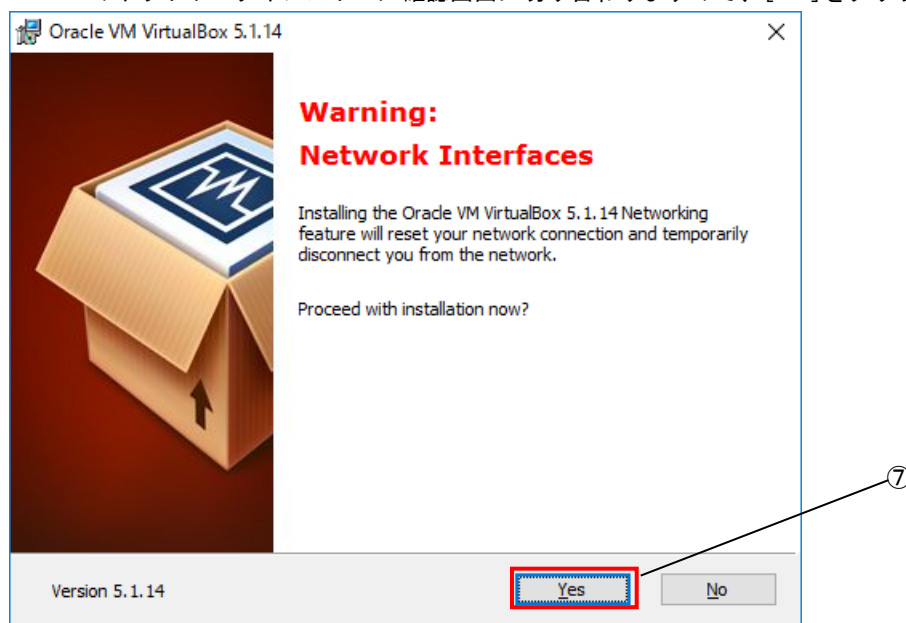 Oracle VM VirtualBox 5.1.14
Warning:
Network Interfaces
Installing the Oracle VM VirtualBox 5.1.14 Networking
feature will reset your network connection and temporarily
disconnect you from the network.
Proceed with installation now?
⑦
Version 5.1.14
Yes
No